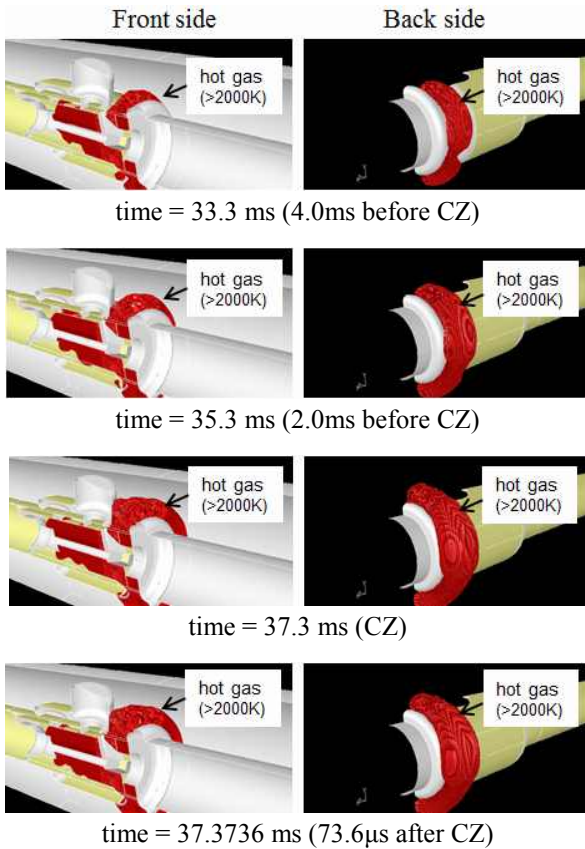 Front side
Back side
hot gas
(>2000K)
hot gas
(>2000K)
time = 33.3 ms (4.0ms before CZ)
hot gas
(>2000K)
hot gas
(>2000K)
time = 35.3 ms (2.0ms before CZ)
hot gas
(>2000K)
hot gas
(>2000K)
time = 37.3 ms (CZ)
hot gas
(>2000K)
hot gas
(>2000K)
time = 37.3736 ms (73.6μs after CZ)